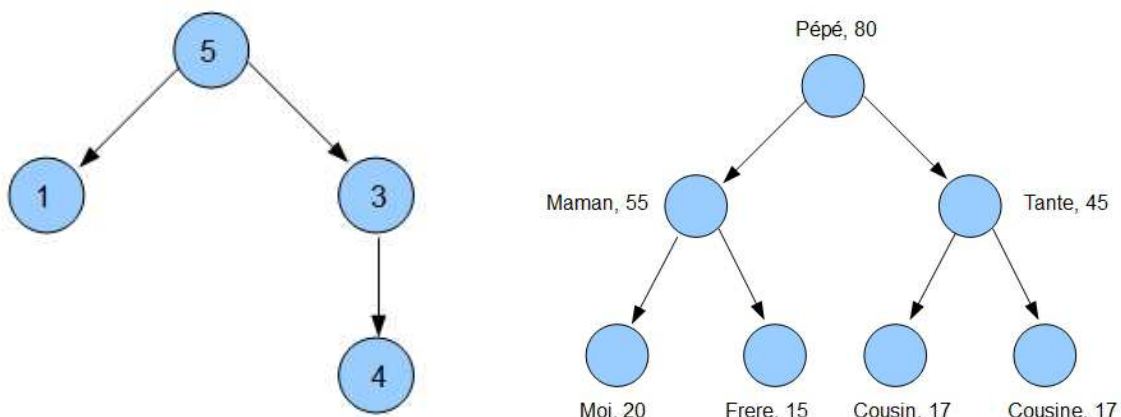 5
1
3
4
Pépé, 80
Maman, 55
Tante, 45
Moi, 20
Frere, 15
Cousin, 17
Cousine, 17